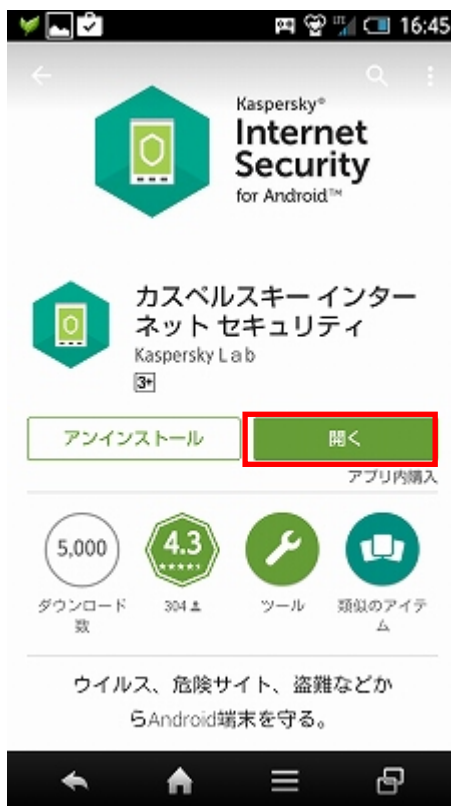 16:45
Kaspersky®
Internet
Security
for Android™
カスペルスキー インター
ネット セキュリティ
Kaspersky Lab
3+
アンインストール
開く
アプリ内購入
5,000
4.3
ダウンロード
数
304
ツール
類似のアイテ
ム
ウイルス、危険サイト、盗難などか
らAndroid端末を守る。